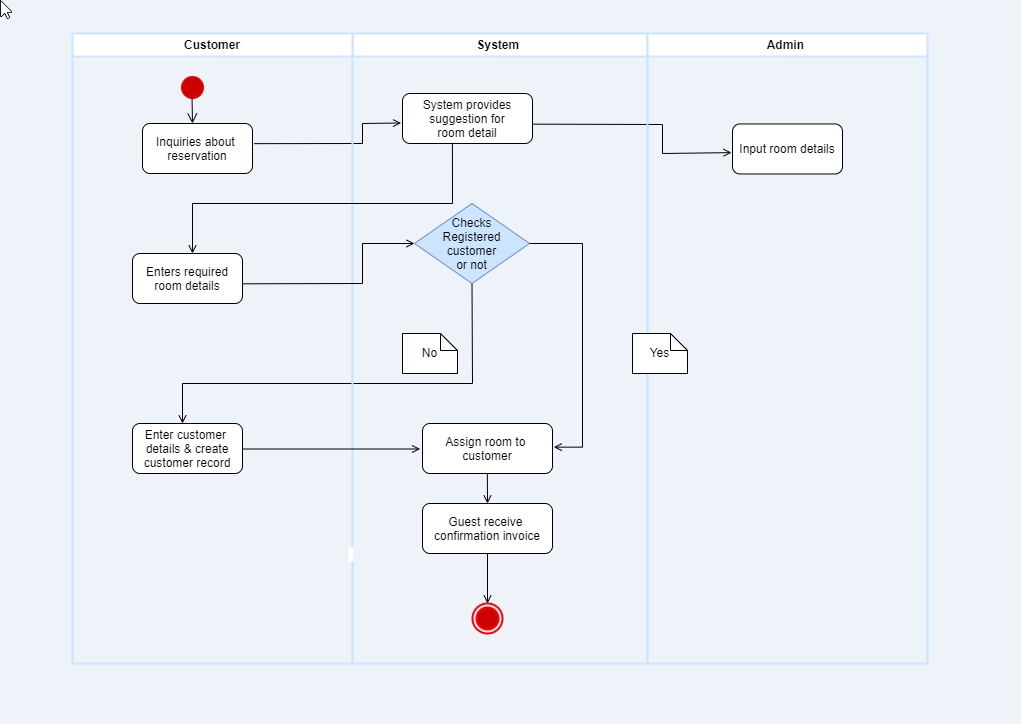 Customer
System
Admin
System provides
suggestion for
room detail
Inquiries about
reservation
Input room details
Checks
Registered
customer
or not
Enters required
room details
No
Yes
Enter customer
details & create
customer record
Assign room to
customer
Guest receive
confirmation invoice